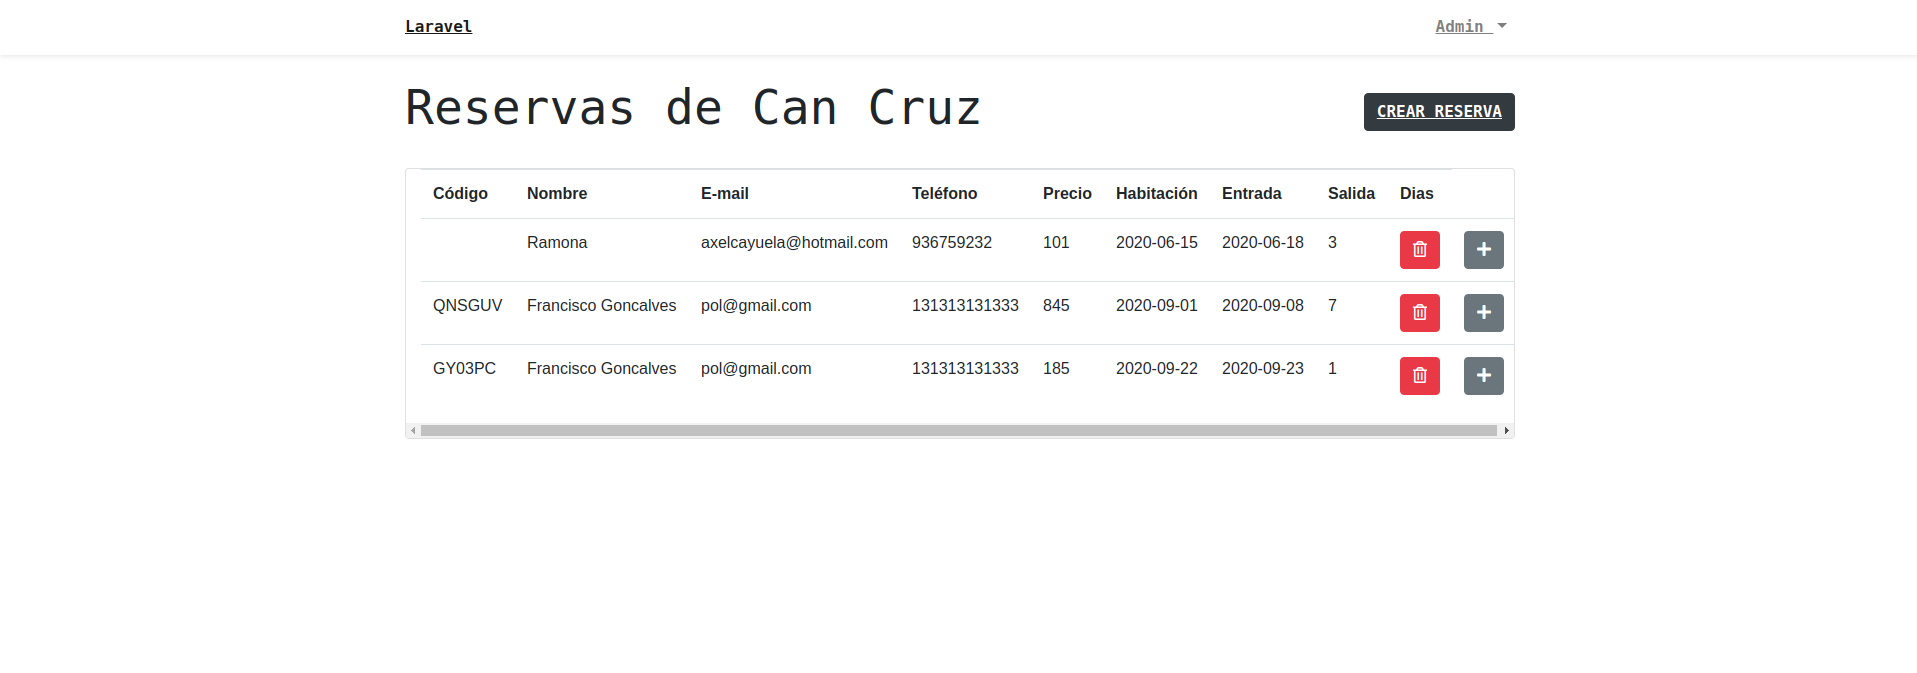 Laravel Admin
Reservas de Can Cruz CREAR RESERVA
Código Nombre E-mail Teléfono Precio Habitación Entrada Salida Dias
Ramona axelcayuela@hotmail.com 936759232 101 2020-06-15 2020-06-18 3
QNSGUV Francisco Goncalves pol@gmail.com 131313131333 845 2020-09-01 2020-09-08 7
GY03PC Francisco Goncalves pol@gmail.com 131313131333 185 2020-09-22 2020-09-23 1